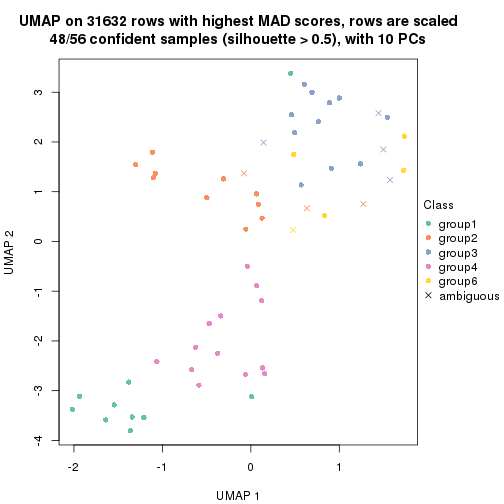 UMAP on 31632 rows with highest MAD scores, rows are scaled
48/56 confident samples (silhouette > 0.5), with 10 PCs
3
2
1
0
-1
-2
-3
-4
UMAP 2
-2 -1 0 1
UMAP 1
Class
group1
group2
group3
group4
group6
ambiguous